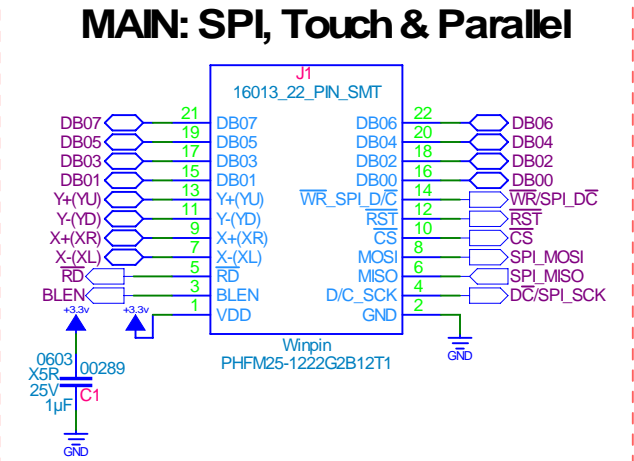 MAIN: SPI, Touch & Parallel
J1
16013_22_PIN_SMT
DB07 21 DB07 DB06 22 DB06
DB05 19 DB05 DB04 20 DB04
DB03 17 DB03 DB02 18 DB02
DB01 15 DB01 DB00 16 DB00
Y+(YU) 13 Y+(YU) WR_SPI_D/C 14 WR/SPI_DC
Y-(YD) 11 Y-(YD) RST 12 RST
X+(XR) 9 X+(XR) CS 10 CS
X-(XL) 7 X-(XL) MOSI 8 SPI_MOSI
RD 5 RD MISO 6 SPI_MISO
BLEN 3 BLEN D/C_SCK 4 DC/SPI_SCK
+3.3v +3.3v 1 VDD GND 2
Winpin
PHFM25-1222G2B12T1
GND
0603 00289
X5R
25V C1
1µF
GND